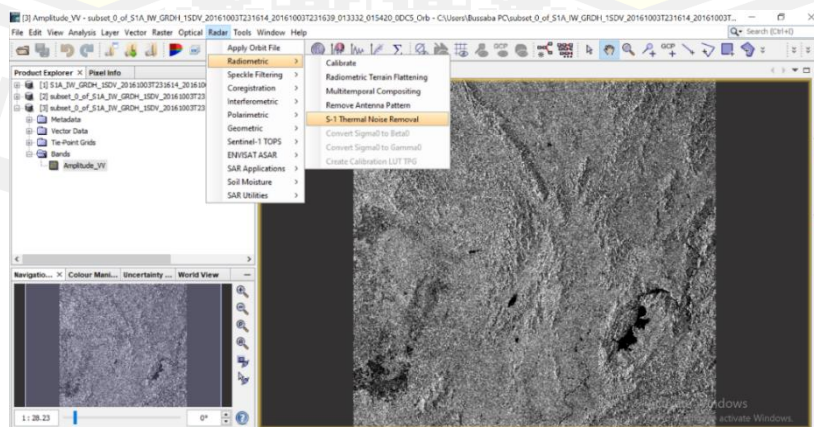 [3] Amplitude_VV - subset_0_of_S1A_IW_GRDH_1SDV_20161003T231614_20161003T231639_013332_015420_0DCS_Orb - C:\Users\Bussaba PC\subset_0_of_S1A_IW_GRDH_1SDV_20161003T231614_20161003T...
File Edit View Analysis Layer Vector Raster Optical Radar Tools Window Help
Search (Ctrl+I)
Apply Orbit File
Radiometric >
Speckle Filtering >
Coregistration >
Interferometric >
Polarimetric >
Geometric >
Sentinel-1 TOPS >
ENVISAT ASAR >
SAR Applications >
Soil Moisture >
SAR Utilities >
Calibrate
Radiometric Terrain Flattening
Multitemporal Compositing
Remove Antenna Pattern
S-1 Thermal Noise Removal
Convert Sigma0 to Beta0
Convert Sigma0 to Gamma0
Create Calibration LUT TPG
GCP
GCP
Product Explorer × Pixel Info
[1] S1A_IW_GRDH_1SDV_20161003T231614_201610
[2] subset_0_of_S1A_IW_GRDH_1SDV_20161003T23
[3] subset_0_of_S1A_IW_GRDH_1SDV_20161003T23
Metadata
Vector Data
Tie-Point Grids
Bands
Amplitude_VV
Navigatio... × Colour Mani... Uncertainty ... World View
1 : 28.23
0°
activate Windows.